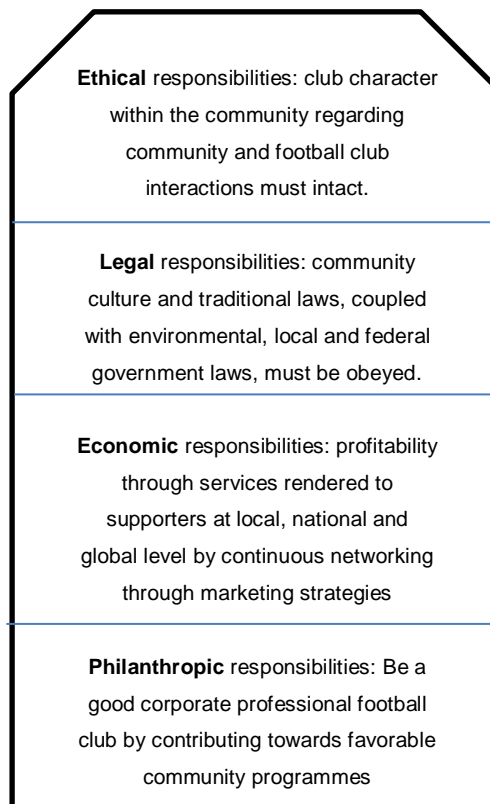 Ethical responsibilities: club character
within the community regarding
community and football club
interactions must intact.
Legal responsibilities: community
culture and traditional laws, coupled
with environmental, local and federal
government laws, must be obeyed.
Economic responsibilities: profitability
through services rendered to
supporters at local, national and
global level by continuous networking
through marketing strategies
Philanthropic responsibilities: Be a
good corporate professional football
club by contributing towards favorable
community programmes